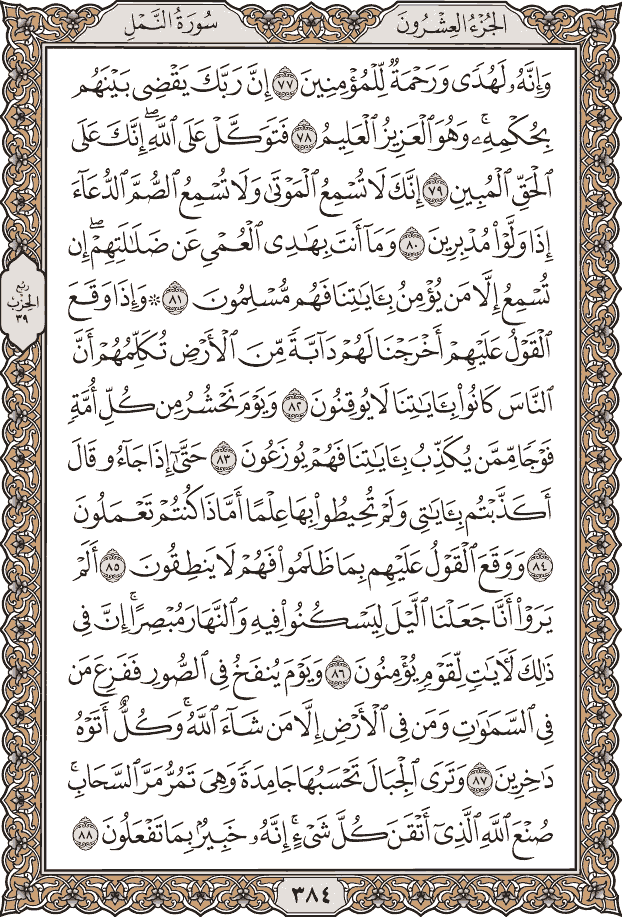 الجُزْءُ العِشْرُونَ
سُورَةُ النَّمْلِ
وَإِنَّهُۥ لَهُدًى وَرَحْمَةٌ لِّلْمُؤْمِنِينَ ٧٧ إِنَّ رَبَّكَ يَقْضِى بَيْنَهُم
بِحُكْمِهِۦۚ وَهُوَ ٱلْعَزِيزُ ٱلْعَلِيمُ ٧٨ فَتَوَكَّلْ عَلَى ٱللَّهِۖ إِنَّكَ عَلَى
ٱلْحَقِّ ٱلْمُبِينِ ٧٩ إِنَّكَ لَا تُسْمِعُ ٱلْمَوْتَىٰ وَلَا تُسْمِعُ ٱلصُّمَّ ٱلدُّعَآءَ
إِذَا وَلَّوْا۟ مُدْبِرِينَ ٨٠ وَمَآ أَنتَ بِهَٰدِى ٱلْعُمْىِ عَن ضَلَٰلَتِهِمْۖ إِن
تُسْمِعُ إِلَّا مَن يُؤْمِنُ بِـَٔايَٰتِنَا فَهُم مُّسْلِمُونَ ٨١ ۞ وَإِذَا وَقَعَ
رُبْعُ
الحِزْبِ
٣٩
ٱلْقَوْلُ عَلَيْهِمْ أَخْرَجْنَا لَهُمْ دَآبَّةً مِّنَ ٱلْأَرْضِ تُكَلِّمُهُمْ أَنَّ
ٱلنَّاسَ كَانُوا۟ بِـَٔايَٰتِنَا لَا يُوقِنُونَ ٨٢ وَيَوْمَ نَحْشُرُ مِن كُلِّ أُمَّةٍ
فَوْجًا مِّمَّن يُكَذِّبُ بِـَٔايَٰتِنَا فَهُمْ يُوزَعُونَ ٨٣ حَتَّىٰٓ إِذَا جَآءُو قَالَ
أَكَذَّبْتُم بِـَٔايَٰتِى وَلَمْ تُحِيطُوا۟ بِهَا عِلْمًا أَمَّاذَا كُنتُمْ تَعْمَلُونَ
٨٤ وَوَقَعَ ٱلْقَوْلُ عَلَيْهِم بِمَا ظَلَمُوا۟ فَهُمْ لَا يَنطِقُونَ ٨٥ أَلَمْ
يَرَوْا۟ أَنَّا جَعَلْنَا ٱلَّيْلَ لِيَسْكُنُوا۟ فِيهِ وَٱلنَّهَارَ مُبْصِرًاۚ إِنَّ فِى
ذَٰلِكَ لَـَٔايَٰتٍ لِّقَوْمٍ يُؤْمِنُونَ ٨٦ وَيَوْمَ يُنفَخُ فِى ٱلصُّورِ فَفَزِعَ مَن
فِى ٱلسَّمَٰوَٰتِ وَمَن فِى ٱلْأَرْضِ إِلَّا مَن شَآءَ ٱللَّهُۚ وَكُلٌّ أَتَوْهُ
دَٰخِرِينَ ٨٧ وَتَرَى ٱلْجِبَالَ تَحْسَبُهَا جَامِدَةً وَهِىَ تَمُرُّ مَرَّ ٱلسَّحَابِۚ
صُنْعَ ٱللَّهِ ٱلَّذِىٓ أَتْقَنَ كُلَّ شَىْءٍۚ إِنَّهُۥ خَبِيرٌۢ بِمَا تَفْعَلُونَ ٨٨
٣٨٤